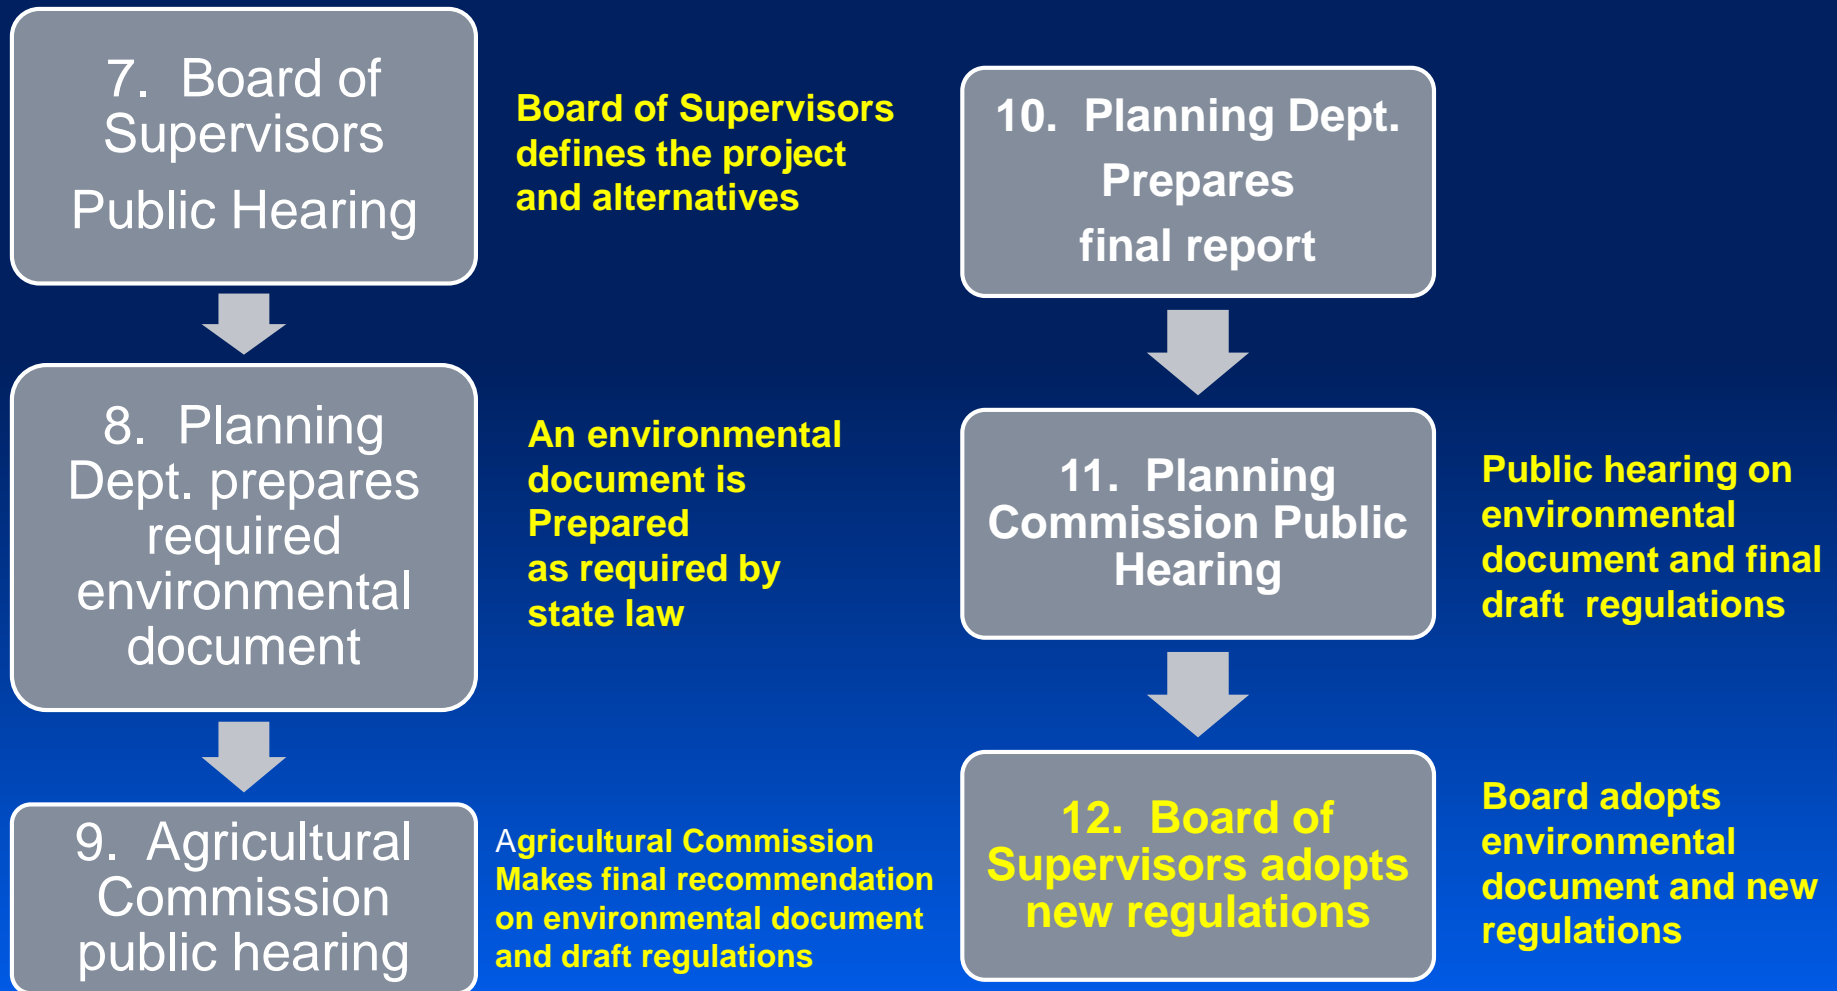 7. Board of
Supervisors
Public Hearing
Board of Supervisors
defines the project
and alternatives
8. Planning
Dept. prepares
required
environmental
document
An environmental
document is
Prepared
as required by
state law
9. Agricultural
Commission
public hearing
Agricultural Commission
Makes final recommendation
on environmental document
and draft regulations
10. Planning Dept.
Prepares
final report
11. Planning
Commission Public
Hearing
Public hearing on
environmental
document and final
draft regulations
12. Board of
Supervisors adopts
new regulations
Board adopts
environmental
document and new
regulations